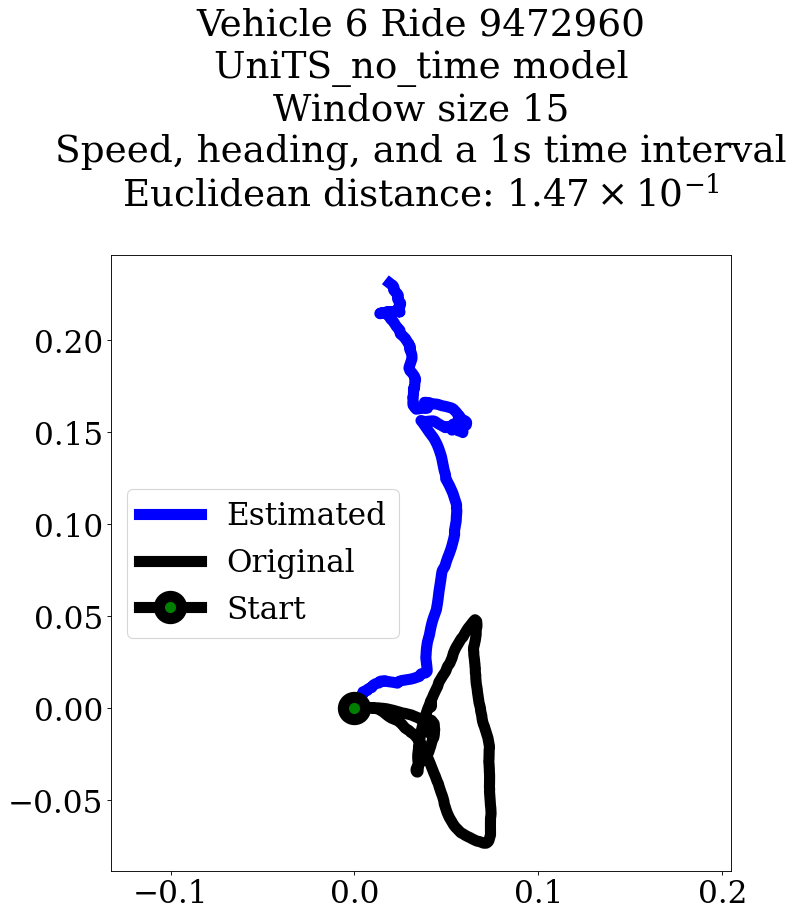 Vehicle 6 Ride 9472960
UniTS_no_time model
Window size 15
Speed, heading, and a 1s time interval
Euclidean distance: 1.47 × 10⁻¹
0.20
0.15
0.10
0.05
0.00
−0.05
Estimated
Original
Start
−0.1
0.0
0.1
0.2